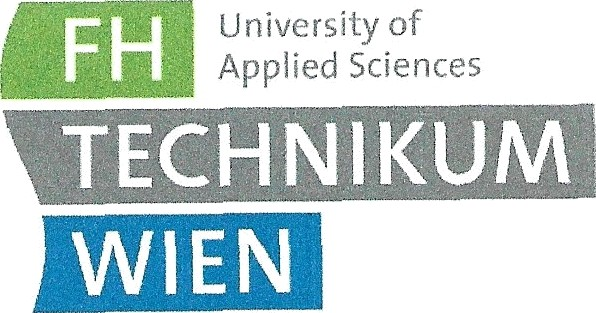 FH
University of
Applied Sciences
TECHNIKUM
WIEN